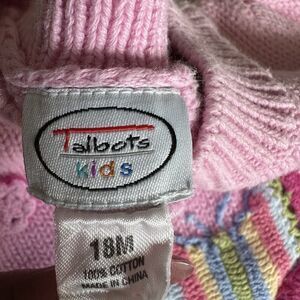 Talbots
kids
18M
100% COTTON
MADE IN CHINA